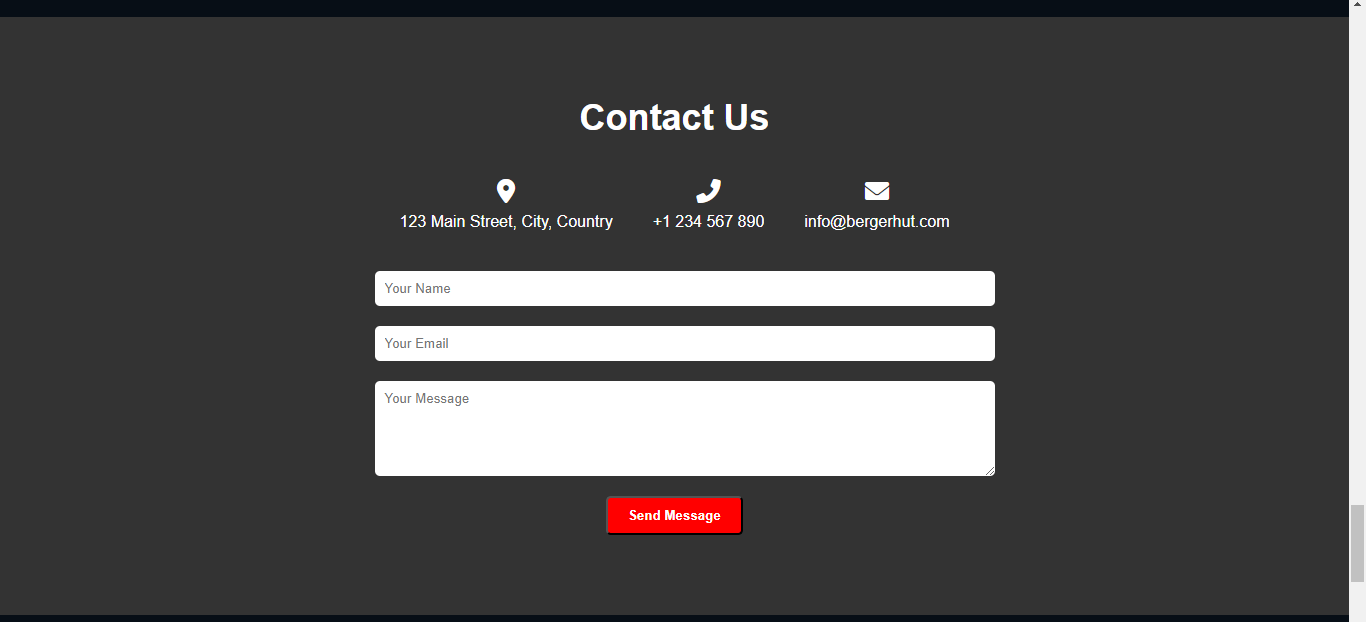 Contact Us
123 Main Street, City, Country
+1 234 567 890
info@bergerhut.com
Your Name
Your Email
Your Message
Send Message